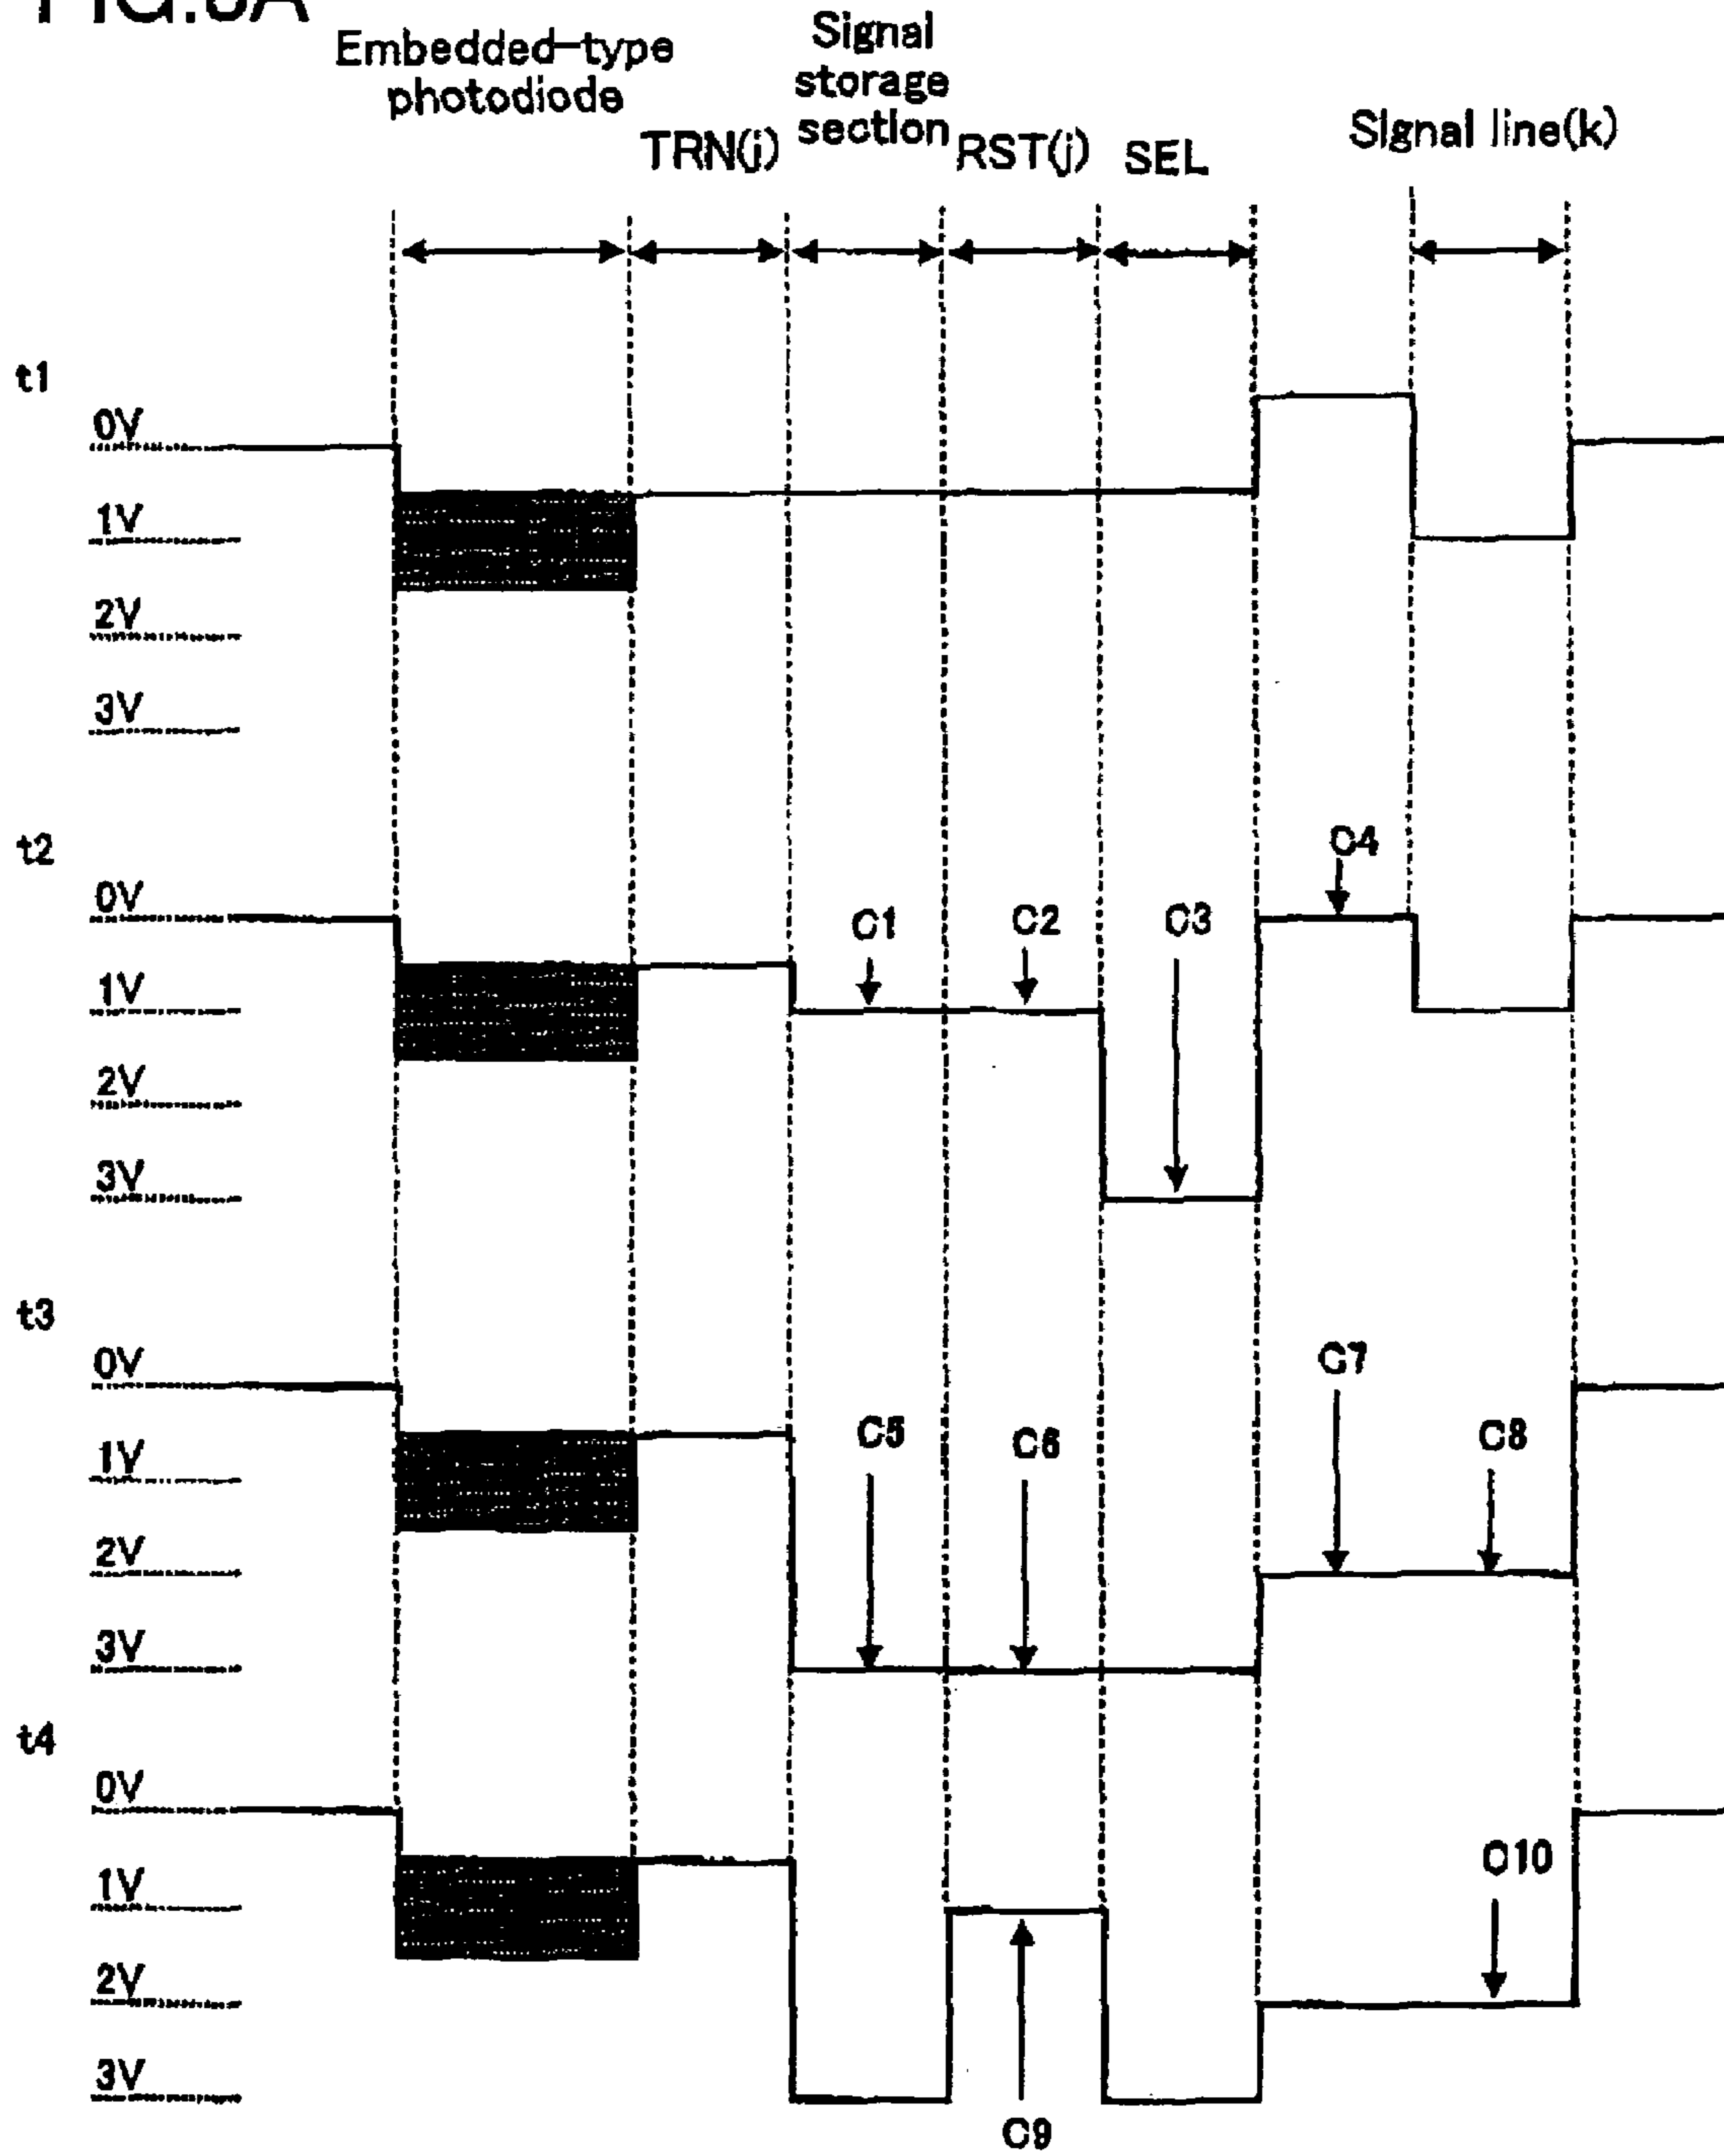 Embedded-type
photodiode
TRN(j)
Signal
storage
section
RST(j)
SEL
Signal line(k)
t1
0V
1V
2V
3V
t2
0V
1V
2V
3V
C1
C2
C3
C4
t3
0V
1V
2V
3V
C5
C6
C7
C8
t4
0V
1V
2V
3V
C9
C10